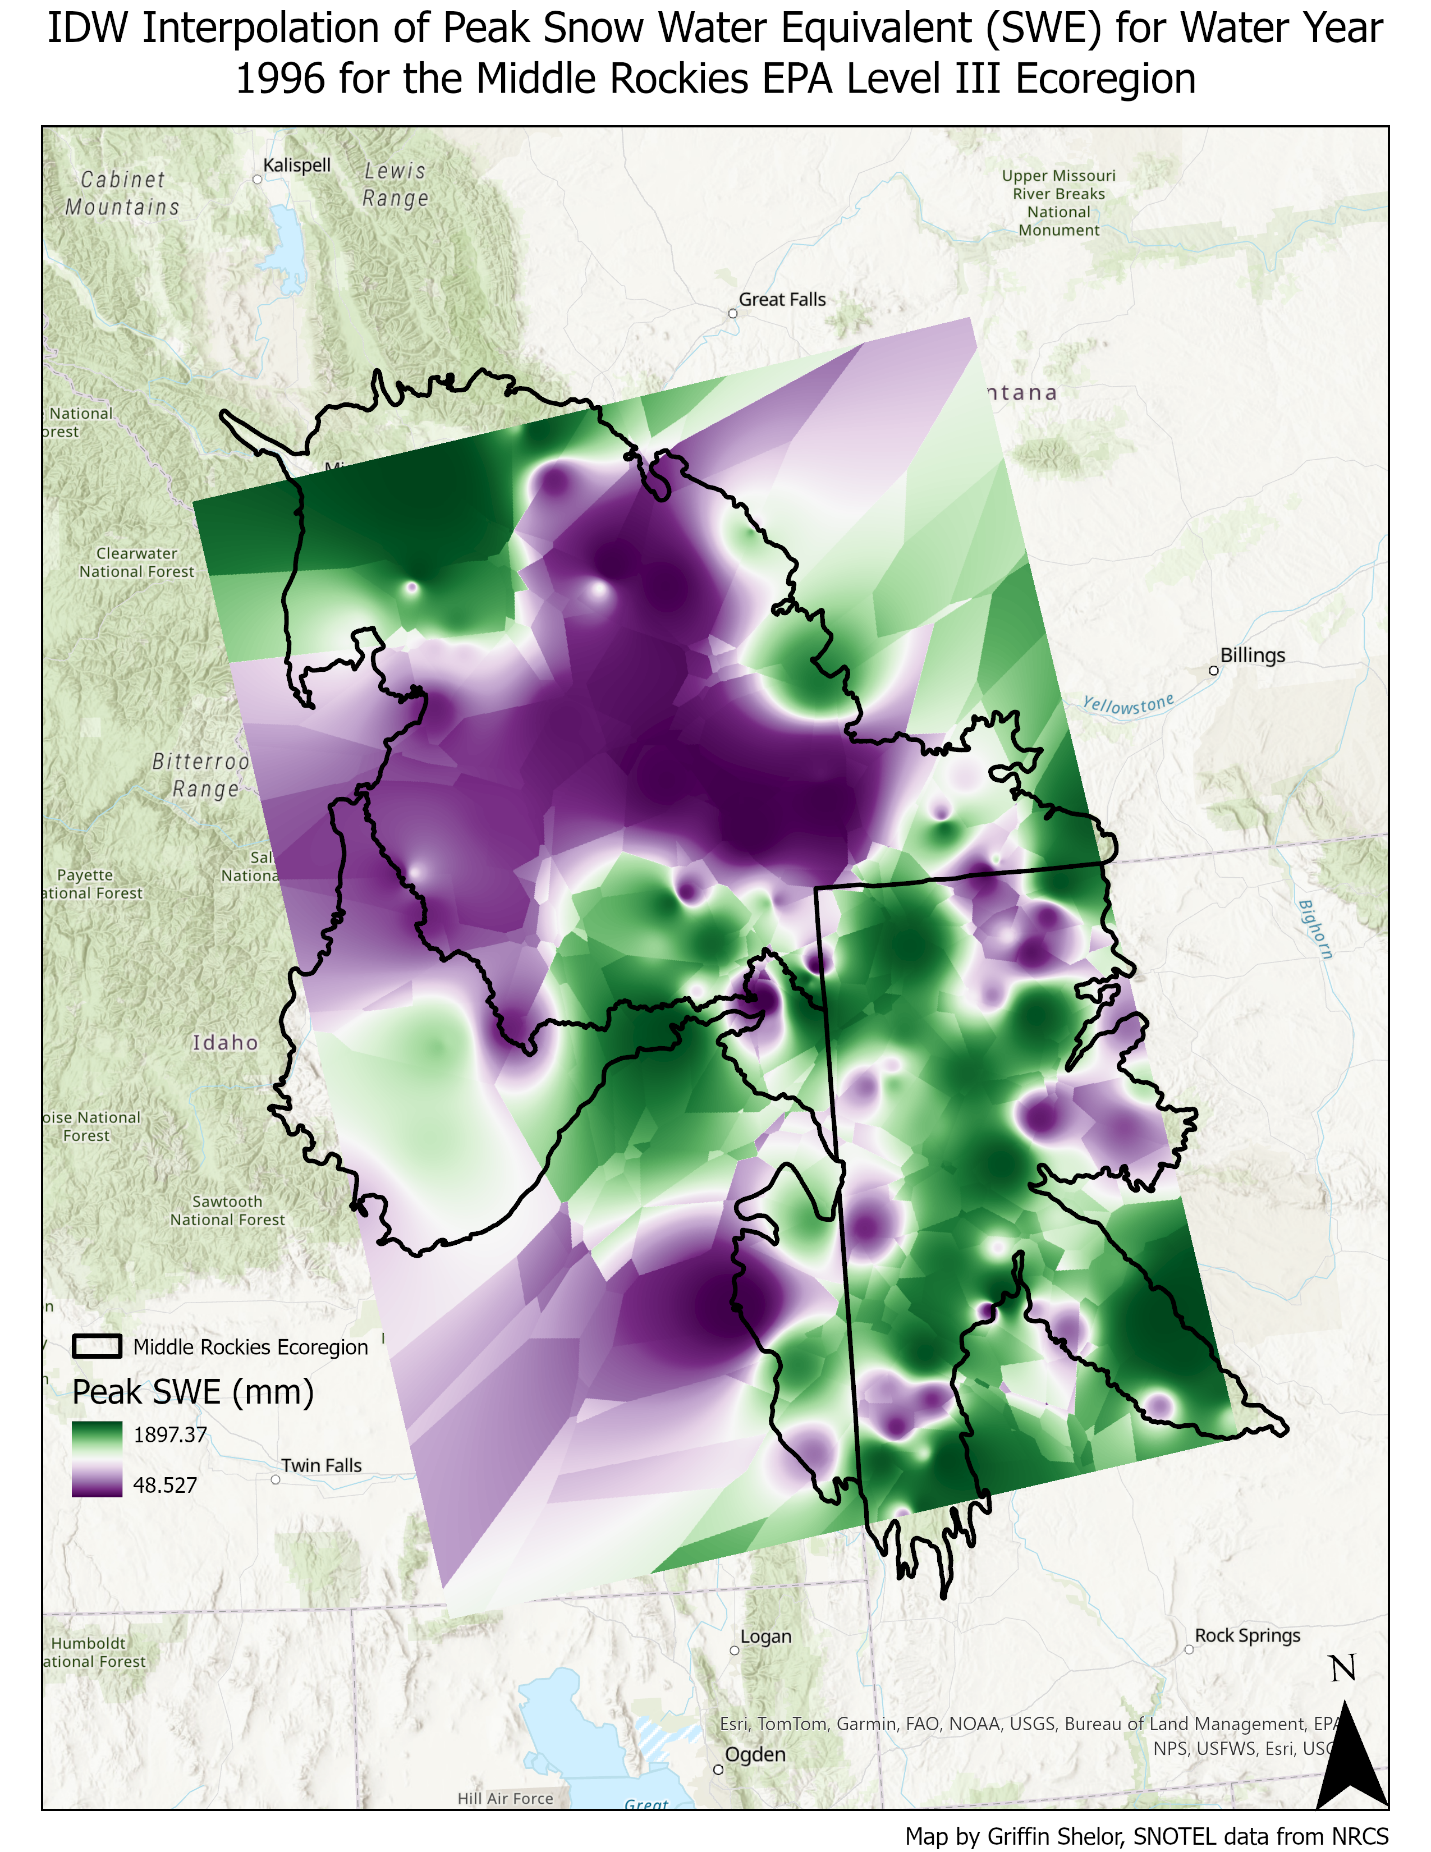 IDW Interpolation of Peak Snow Water Equivalent (SWE) for Water Year
1996 for the Middle Rockies EPA Level III Ecoregion
Kalispell
Cabinet
Mountains
Lewis
Range
Upper Missouri
River Breaks
National
Monument
Great Falls
ntana
National
orest
Mi
Clearwater
National Forest
Billings
Yellowstone
Bitterroo
Range
Sal
Nationa
Payette
ational Forest
Bighorn
Idaho
oise National
Forest
Sawtooth
National Forest
n
Middle Rockies Ecoregion
Peak SWE (mm)
1897.37
48.527
Twin Falls
Humboldt
ational Forest
Logan
Rock Springs
N
Esri, TomTom, Garmin, FAO, NOAA, USGS, Bureau of Land Management, EPA
NPS, USFWS, Esri, USG
Ogden
Hill Air Force
Great
Map by Griffin Shelor, SNOTEL data from NRCS